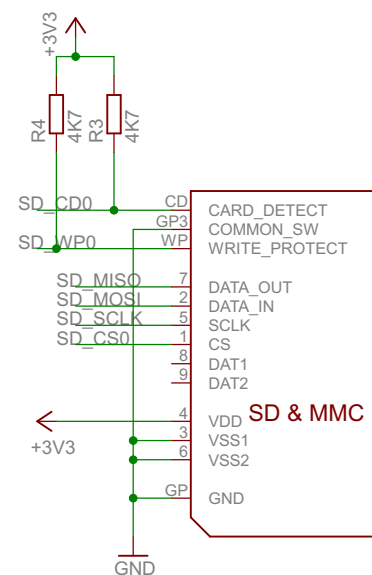 +3V3
R4
4K7
R3
4K7
SD_CD0
CD
CARD_DETECT
GP3
COMMON_SW
SD_WP0
WP
WRITE_PROTECT
SD_MISO
7
DATA_OUT
SD_MOSI
2
DATA_IN
SD_SCLK
5
SCLK
SD_CS0
1
CS
8
DAT1
9
DAT2
+3V3
4
VDD
SD & MMC
3
VSS1
6
VSS2
GP
GND
GND